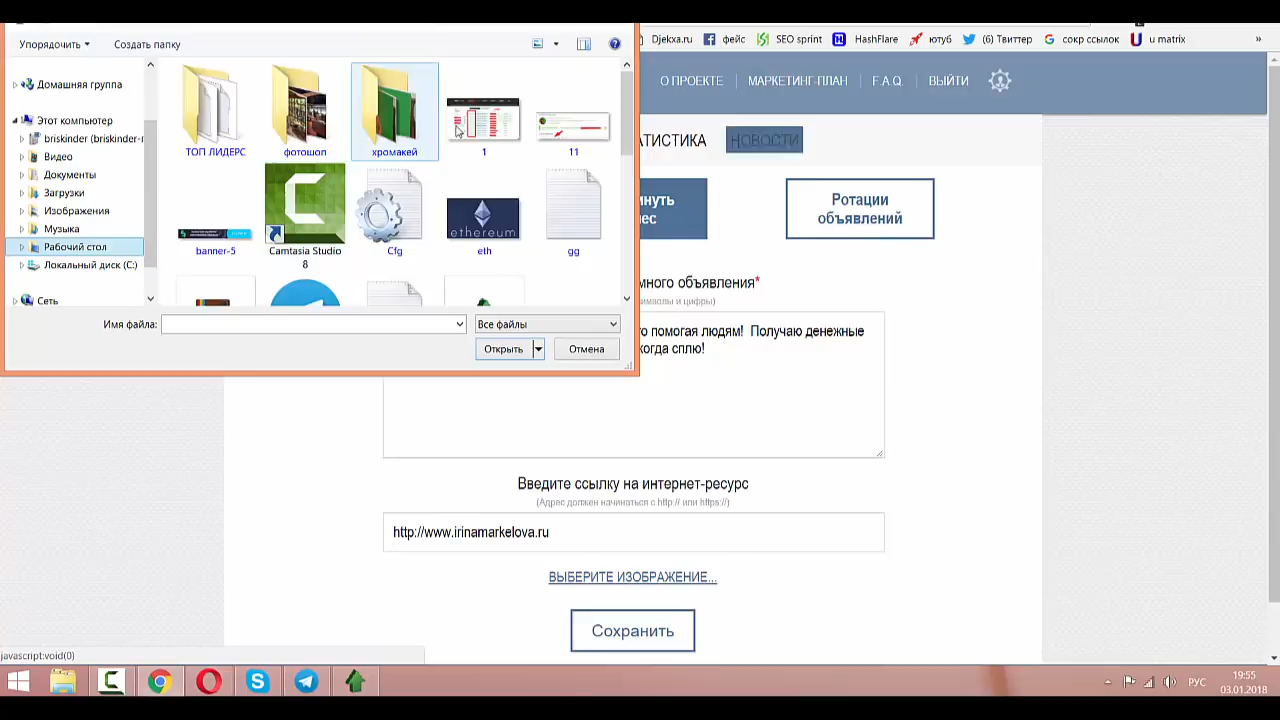 Упорядочить
Создать папку
Домашняя группа
Этот компьютер
briskinder (briskinder-
Видео
Документы
Загрузки
Изображения
Музыка
Рабочий стол
Локальный диск (C:)
Сеть
ТОП ЛИДЕРС
фотошоп
хромакей
1
11
banner-5
Camtasia Studio
8
Cfg
ethereum
eth
gg
Имя файла:
Все файлы
Открыть
Отмена
Djekxa.ru
фейс
SEO sprint
HashFlare
ютуб
(6) Твиттер
сокр ссылок
u matrix
»
О ПРОЕКТЕ
МАРКЕТИНГ-ПЛАН
F.A.Q.
ВЫЙТИ
АТИСТИКА
НОВОСТИ
инуть
ес
Ротации
объявлений
много объявления*
символы и цифры)
о помогая людям! Получаю денежные
когда сплю!
Введите ссылку на интернет-ресурс
(Адрес должен начинаться с http:// или https://)
http://www.irinamarkelova.ru
ВЫБЕРИТЕ ИЗОБРАЖЕНИЕ...
Сохранить
javascript:void(0)
РУС
19:55
03.01.2018